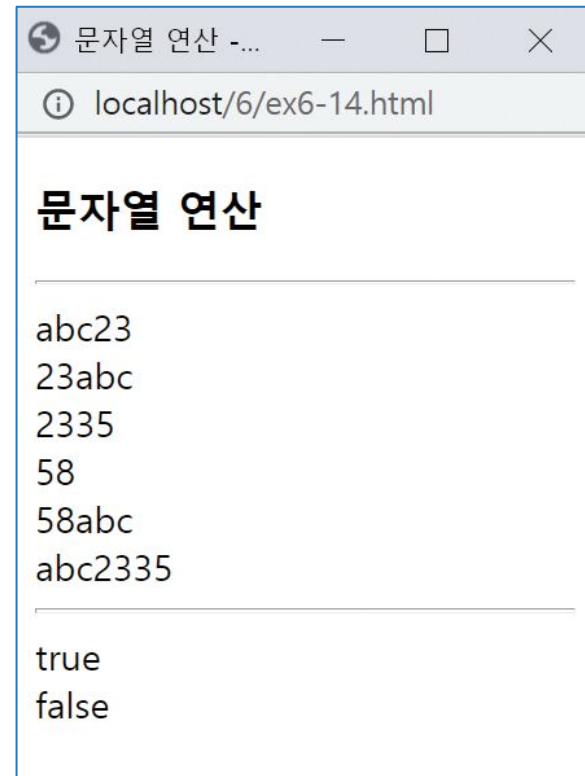 문자열 연산 -...
localhost/6/ex6-14.html
문자열 연산
abc23
23abc
2335
58
58abc
abc2335
true
false